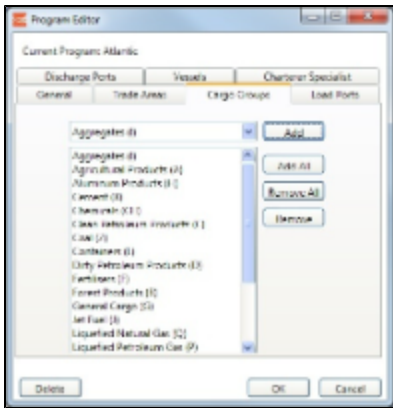 Program Editor
Current Program: Atlantic
Discharge Ports
Vessels
Charterer Specialist
General
Trade Areas
Cargo Groups
Load Ports
Aggregates
Add
Aggregates
Agricultural Products (A)
Aluminum Products
Cement
Chemicals
Clean Petroleum Products
Coal
Containers
Dirty Petroleum Products (D)
Fertilisers
Forest Products
General Cargo (G)
Jet Fuel
Liquefied Natural Gas (Q)
Liquefied Petroleum Gas (P)
Add All
Remove All
Remove
Delete
OK
Cancel